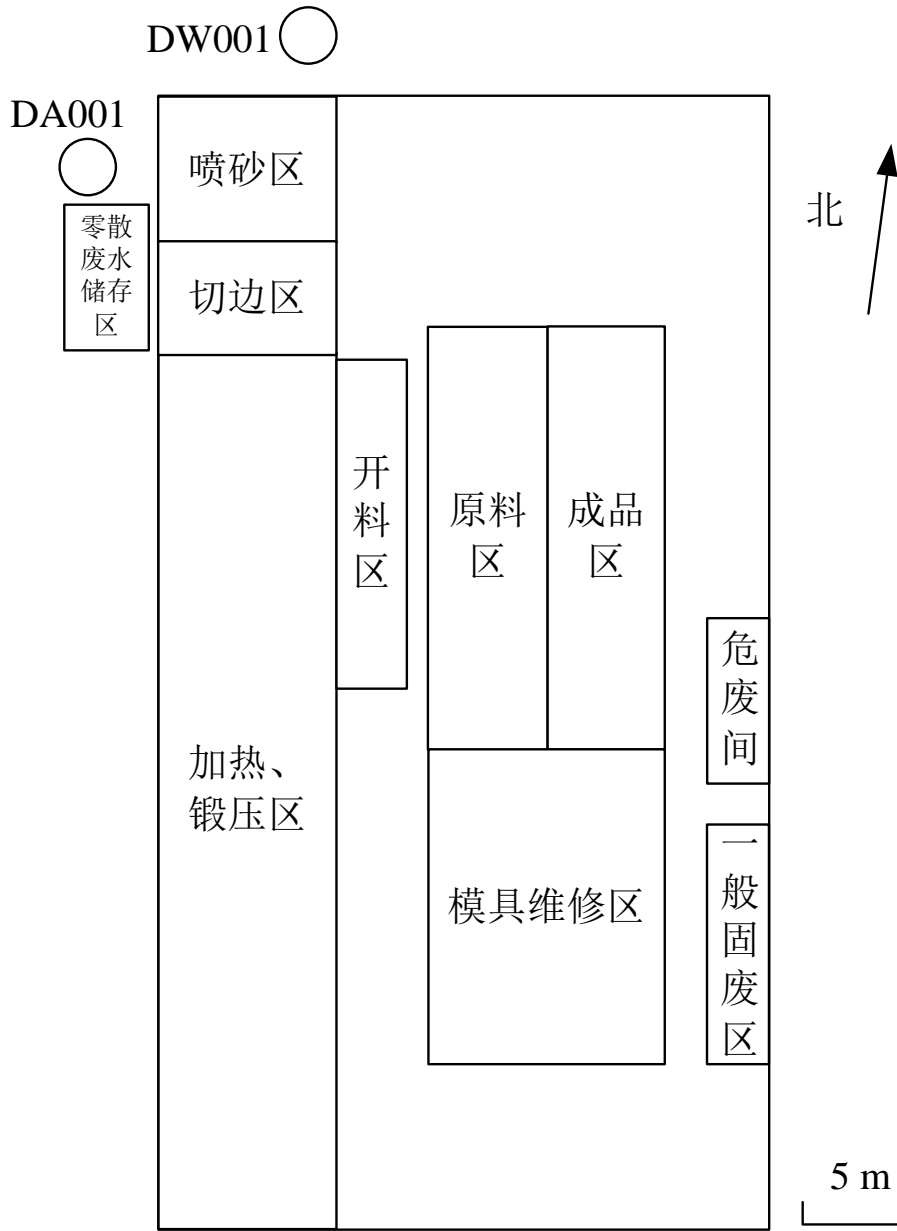 DW001
DA001
喷砂区
北
零散
废水
储存
区
切边区
开
料
区
原料
区
成品
区
危
废
间
加热、
锻压区
模具维修区
一
般
固
废
区
5 m